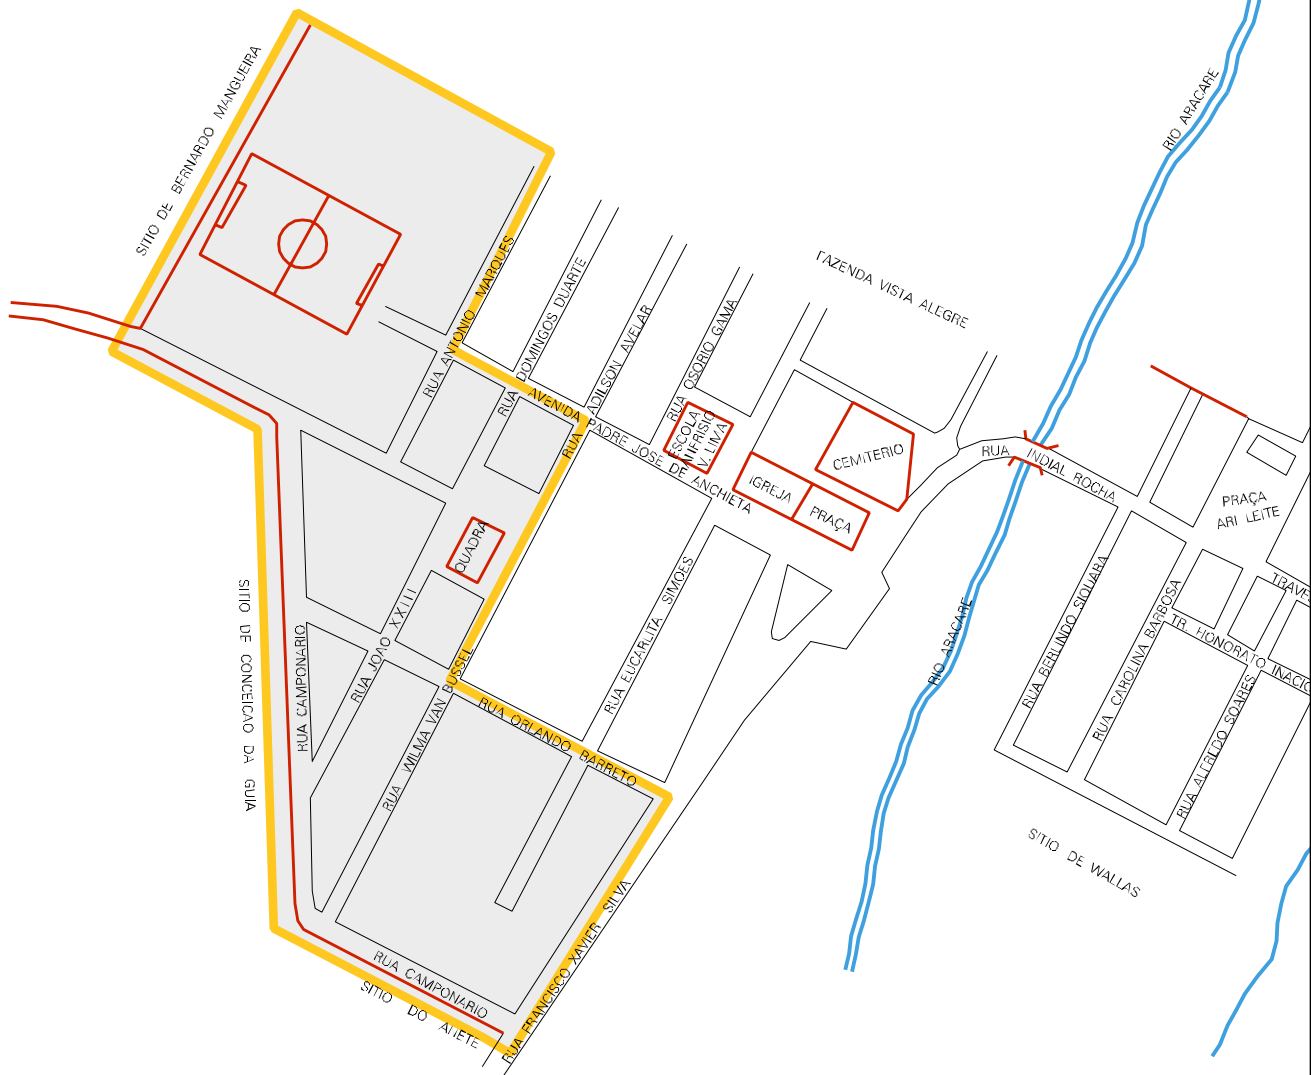 RIO ARACARE
SITIO DE BERNARDO MANGUEIRA
FAZENDA VISTA ALEGRE
RUA ANTONIO MARQUES
RUA DOMINGOS DUARTE
RUA ADILSON AVELAR
RUA OSORIO GAMA
AVENIDA PADRE JOSE DE ANCHIETA
ESCOLA
ANFRISIO
V. LIMA
CEMITERIO
IGREJA
PRAÇA
RUA INDIAL ROCHA
PRAÇA
ARI LEITE
QUADRA
TRAVES
SITIO DE CONCEICAO DA GUIA
RUA CAMPONARIO
RUA JOAO XXIII
RUA WILMA VAN BUSSEL
RUA EUCARLITA SIMOES
RUA ORLANDO BARRETO
RIO ARACARE
RUA BERLINDO SIQUARA
RUA CAROLINA BARBOSA
TR. HONORATO INACIO
RUA ALFREDO SOARES
SITIO DE WALLAS
RUA FRANCISCO XAVIER SILVA
RUA CAMPONARIO
SITIO DO